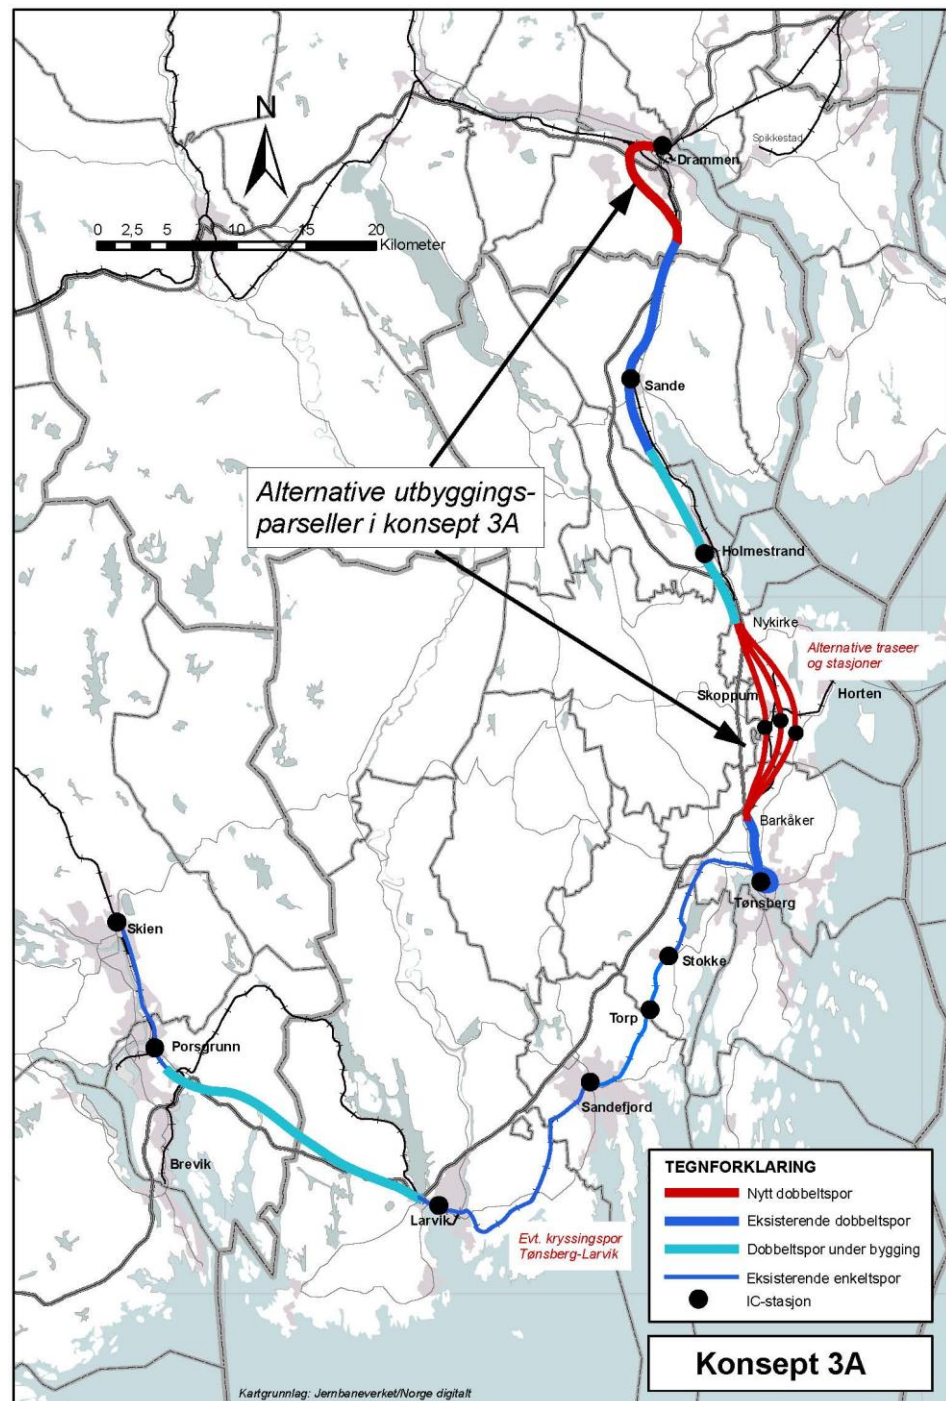 N
Spikkestad
Drammen
0 2,5 5 10 15 20
Kilometer
Sande
Alternative utbyggings-
parseller i konsept 3A
Holmestrand
Nykirke
Alternative traseer
og stasjoner
Skoppum
Horten
Barkåker
Tønsberg
Skien
Stokke
Torp
Porsgrunn
Sandefjord
Brevik
Larvik
Evt. kryssingspor
Tønsberg-Larvik
TEGNFORKLARING
Nytt dobbeltspor
Eksisterende dobbeltspor
Dobbeltspor under bygging
Eksisterende enkeltspor
IC-stasjon
Konsept 3A
Kartgrunnlag: Jernbaneverket/Norge digitalt